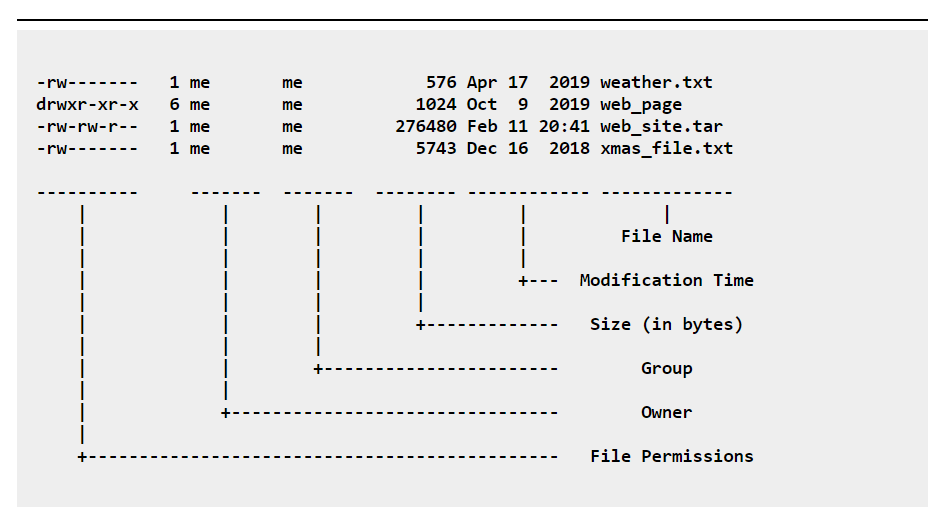 -rw-------   1 me       me            576 Apr 17  2019 weather.txt
drwxr-xr-x   6 me       me           1024 Oct  9  2019 web_page
-rw-rw-r--   1 me       me         276480 Feb 11 20:41 web_site.tar
-rw-------   1 me       me           5743 Dec 16  2018 xmas_file.txt
----------     -------  -------  -------- ------------ -------------
    |             |        |         |         |             |
    |             |        |         |         |         File Name
    |             |        |         |         |
    |             |        |         |         +---  Modification Time
    |             |        |         |
    |             |        |         +-------------   Size (in bytes)
    |             |        |
    |             |        +-----------------------        Group
    |             |
    |             +--------------------------------        Owner
    |
    +----------------------------------------------   File Permissions